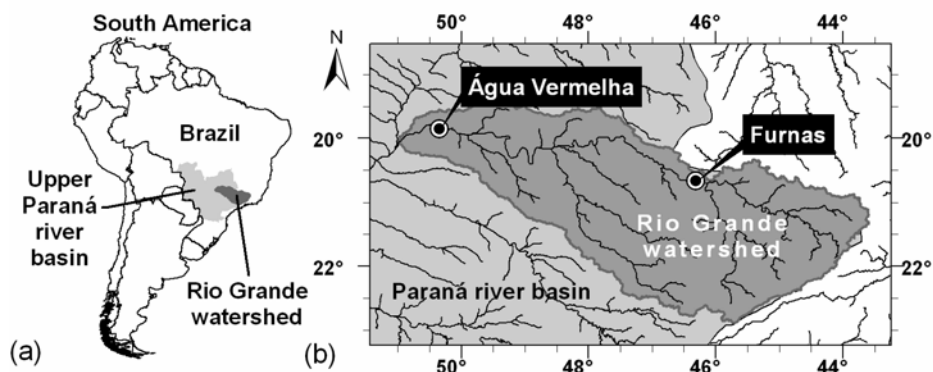 South America
Brazil
Upper
Paraná
river
basin
Rio Grande
watershed
(a)
N
50° 48° 46° 44°
Água Vermelha
Furnas
20°
20°
Rio Grande
watershed
22°
22°
Paraná river basin
(b)
50° 48° 46° 44°